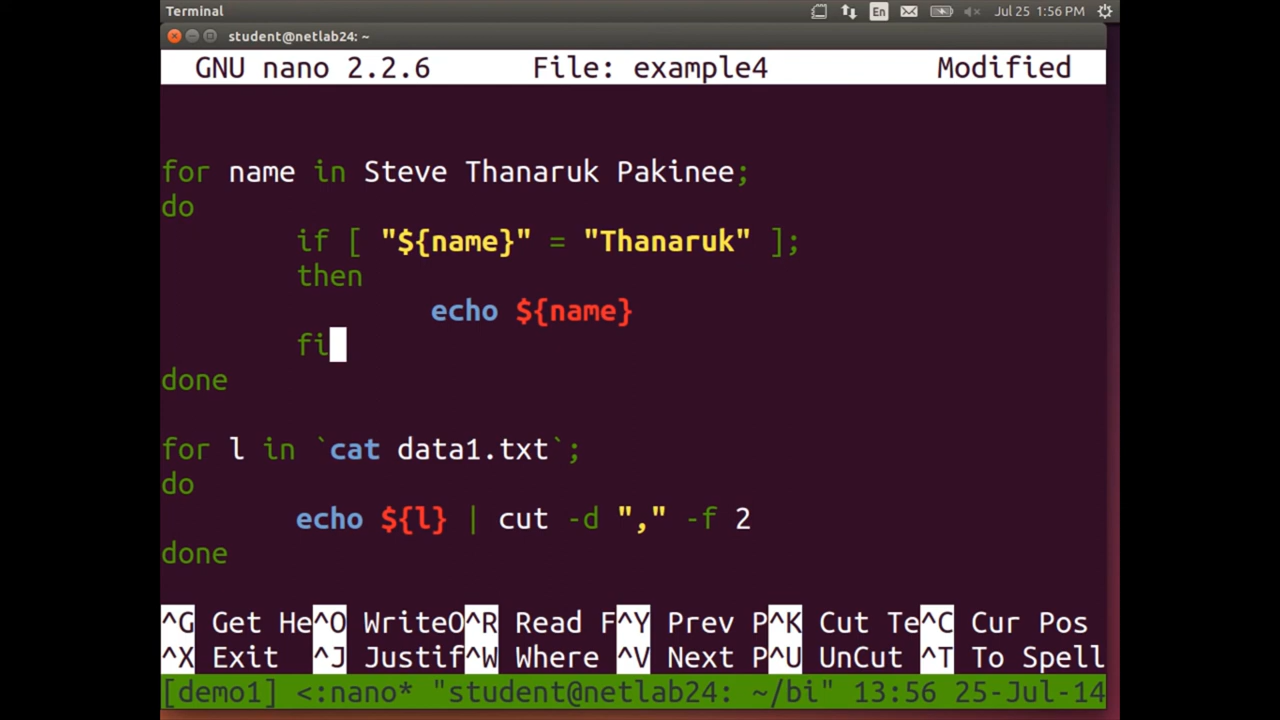 Terminal En Jul 25 1:56 PM
student@netlab24: ~
GNU nano 2.2.6 File: example4 Modified
for name in Steve Thanaruk Pakinee;
do
if [ "${name}" = "Thanaruk" ];
then
echo ${name}
fi
done
for l in `cat data1.txt`;
do
echo ${l} | cut -d "," -f 2
done
^G Get He^O WriteO^R Read F^Y Prev P^K Cut Te^C Cur Pos
^X Exit ^J Justif^W Where ^V Next P^U UnCut ^T To Spell
[demo1] <:nano* "student@netlab24: ~/bi" 13:56 25-Jul-14